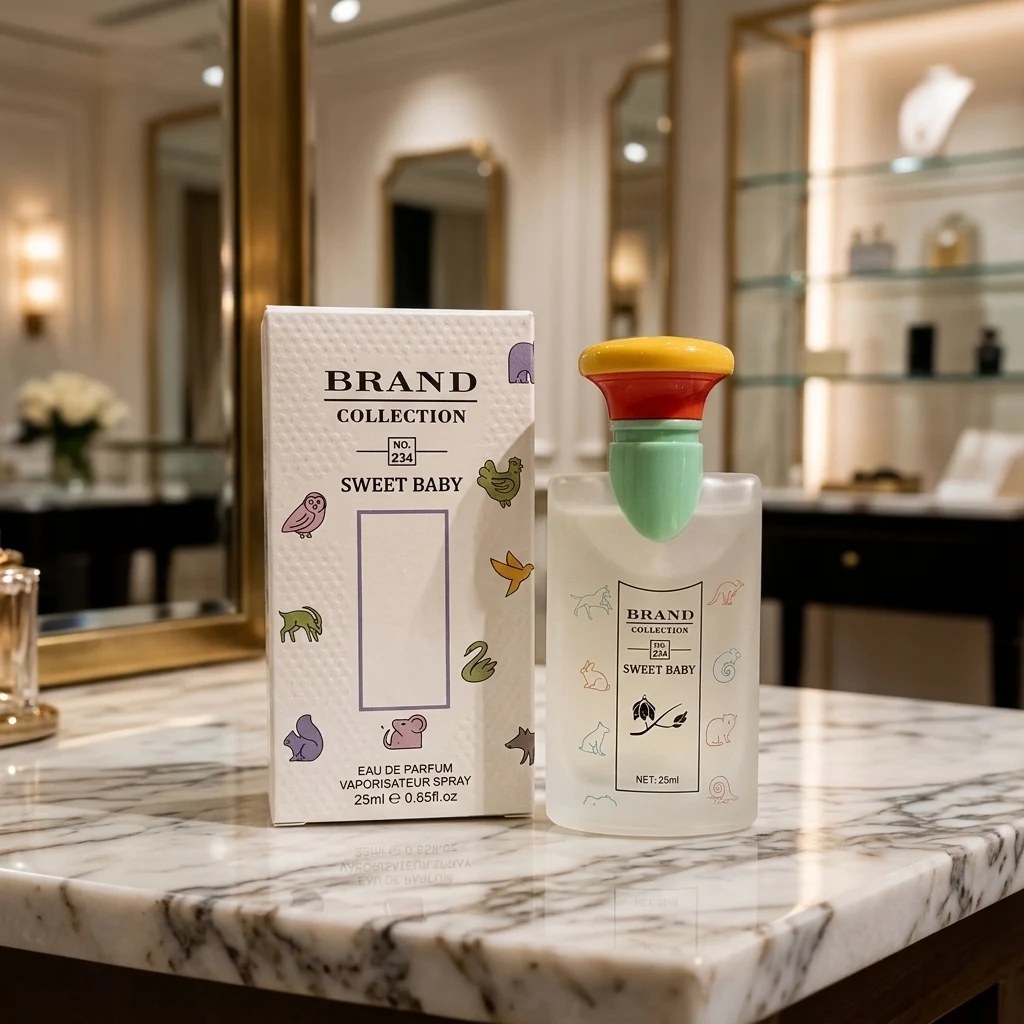 BRAND
COLLECTION
NO.
234
SWEET BABY
EAU DE PARFUM
VAPORISATEUR SPRAY
25ml ℮ 0.85fl.oz
BRAND
COLLECTION
SWEET BABY
NET: 25ml